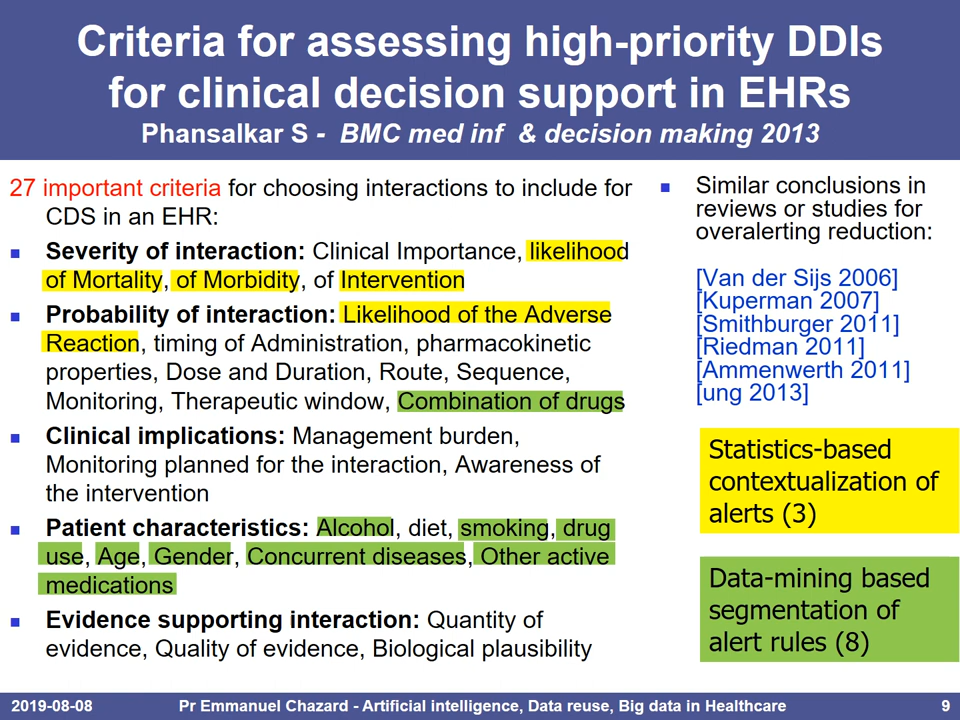 Criteria for assessing high-priority DDIs
for clinical decision support in EHRs
Phansalkar S - BMC med inf & decision making 2013
27 important criteria for choosing interactions to include for
CDS in an EHR:
Severity of interaction: Clinical Importance, likelihood
of Mortality, of Morbidity, of Intervention
Probability of interaction: Likelihood of the Adverse
Reaction, timing of Administration, pharmacokinetic
properties, Dose and Duration, Route, Sequence,
Monitoring, Therapeutic window, Combination of drugs
Clinical implications: Management burden,
Monitoring planned for the interaction, Awareness of
the intervention
Patient characteristics: Alcohol, diet, smoking, drug
use, Age, Gender, Concurrent diseases, Other active
medications
Evidence supporting interaction: Quantity of
evidence, Quality of evidence, Biological plausibility
Similar conclusions in
reviews or studies for
overalerting reduction:
[Van der Sijs 2006]
[Kuperman 2007]
[Smithburger 2011]
[Riedman 2011]
[Ammenwerth 2011]
[ung 2013]
Statistics-based
contextualization of
alerts (3)
Data-mining based
segmentation of
alert rules (8)
2019-08-08
Pr Emmanuel Chazard - Artificial intelligence, Data reuse, Big data in Healthcare
9